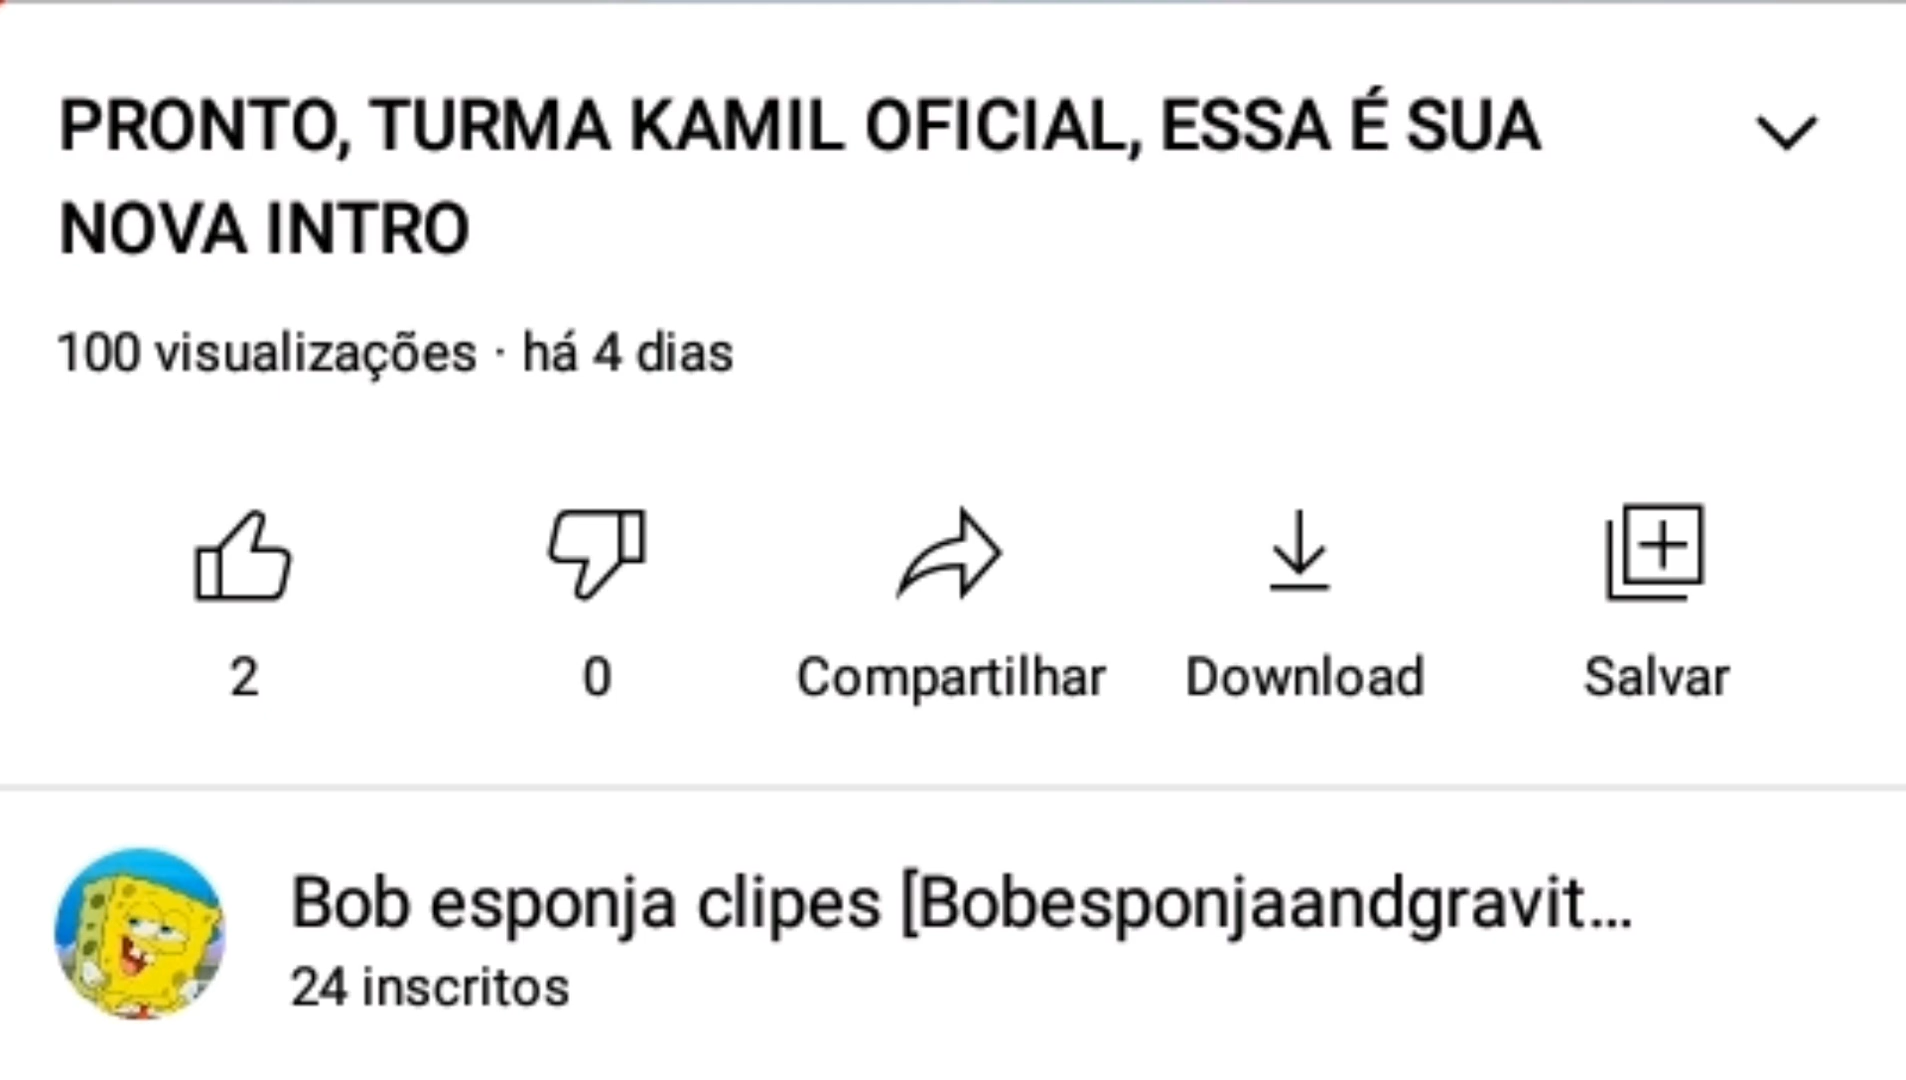 PRONTO, TURMA KAMIL OFICIAL, ESSA É SUA
NOVA INTRO
100 visualizações · há 4 dias
2
0
Compartilhar
Download
Salvar
Bob esponja clipes [Bobesponjaandgravit...
24 inscritos